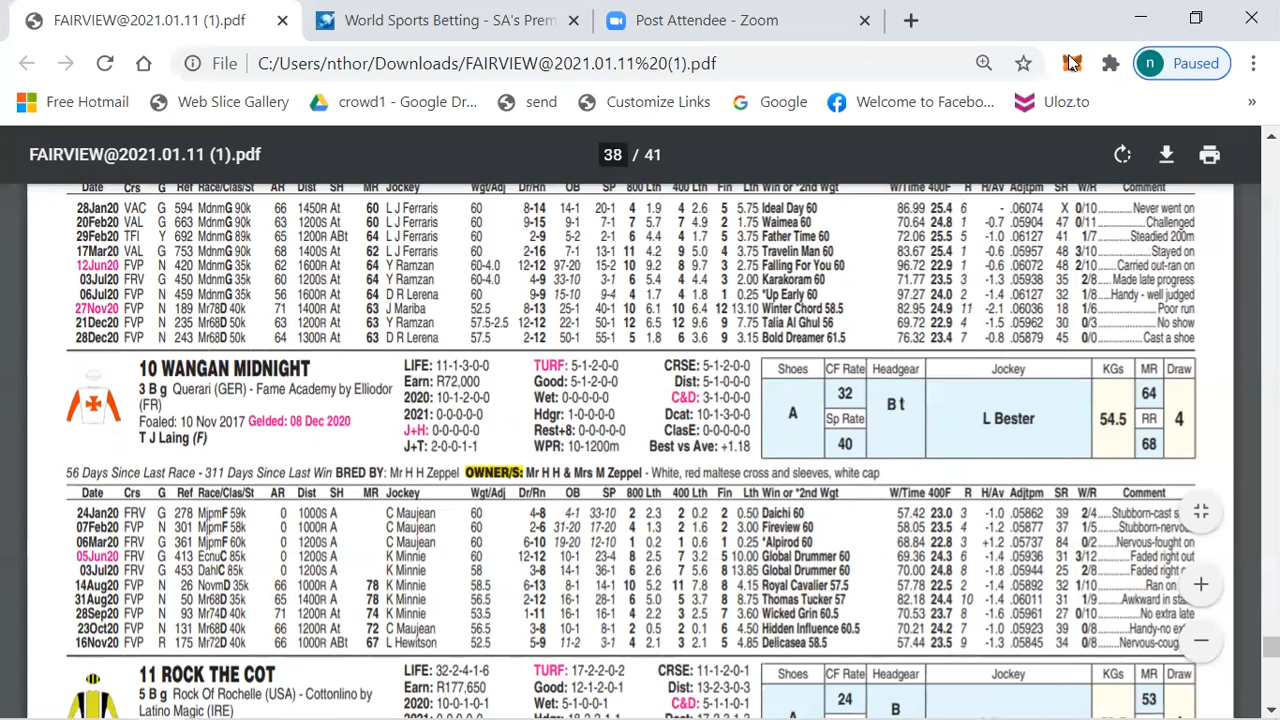 FAIRVIEW@2021.01.11 (1).pdf
World Sports Betting - SA's Prem
Post Attendee - Zoom
File C:/Users/nthor/Downloads/FAIRVIEW@2021.01.11%20(1).pdf
n Paused
Free Hotmail Web Slice Gallery crowd1 - Google Dr... send Customize Links Google Welcome to Facebo... Uloz.to »
FAIRVIEW@2021.01.11 (1).pdf 38 / 41
Date Crs G Ref Race/Clas/St AR Dist SH MR Jockey Wgt/Adj Dr/Rn OB SP 800 Lth 400 Lth Fin Lth Win or *2nd Wgt W/Time 400F R H/Av Adjtpm SR W/R Comment
28Jan20 VAC G 594 MdnmG 90k 66 1450R At 60 L J Ferraris 60 8-14 14-1 20-1 4 1.9 4 2.6 5 5.75 Ideal Day 60 86.99 25.4 6 - .06074 X 0/10 .............Never went on
20Feb20 VAL G 663 MdnmG 90k 60 1200S At 60 L J Ferraris 60 9-15 9-1 7-1 7 5.7 7 4.9 2 1.75 Waimea 60 70.64 24.8 1 -0.7 .05904 47 0/11 ................Challenged
29Feb20 TFI Y 692 MdnmG 89k 65 1200R ABt 64 L J Ferraris 60 2-9 5-2 2-1 6 4.4 4 1.7 5 3.75 Father Time 60 72.06 25.5 5 -1.0 .06127 41 1/7 ...........Steadied 200m
17Mar20 VAL G 753 MdnmG 80k 68 1400S At 62 L J Ferraris 60 2-16 7-1 13-1 11 4.2 9 5.0 4 3.75 Travelin Man 60 83.67 25.4 1 -0.6 .05957 48 3/10 .................Stayed on
12Jun20 FVP N 420 MdnmG 35k 62 1600R At 64 Y Ramzan 60-4.0 12-12 97-20 15-2 10 9.2 8 9.7 3 2.75 Falling For You 60 96.72 22.9 1 -0.6 .06072 48 2/10 .....Carried out-ran on
03Jul20 FRV G 450 MdnmG 35k 63 1200S At 64 Y Ramzan 60-4.0 4-9 33-10 3-1 6 5.4 4 4.4 3 2.00 Karakoram 60 71.77 23.5 3 -1.3 .05981 35 2/8 ....Made late progress
06Jul20 FVP N 459 MdnmG 35k 56 1600R At 64 D R Lerena 60 9-9 15-10 9-4 4 1.7 4 1.8 1 0.25 *Up Early 60 97.27 24.0 2 -1.4 .06127 32 1/8 ...Handy - well judged
27Nov20 FVP N 189 Mr78D 40k 71 1400R At 64 J Mariba 52.5 8-13 25-1 40-1 10 6.1 10 6.4 12 13.10 Winter Chord 58.5 82.95 24.9 11 -2.1 .06036 18 1/6 ..................Poor run
21Dec20 FVP N 235 Mr68D 50k 63 1200R At 63 Y Ramzan 57.5-2.5 12-12 22-1 50-1 12 6.5 12 9.6 9 7.75 Talia Al Ghul 56 69.72 22.9 4 -1.5 .05962 30 0/3 ..................No show
28Dec20 FVP N 243 Mr68D 50k 64 1300R At 63 D R Lerena 57.5 2-12 50-1 55-1 5 1.8 6 3.6 9 3.15 Bold Dreamer 61.5 76.32 23.4 7 -0.8 .05879 45 0/0 ..............Cast a shoe
10 WANGAN MIDNIGHT
3 B g Querari (GER) - Fame Academy by Elliodor
(FR)
Foaled: 10 Nov 2017 Gelded: 08 Dec 2020
T J Laing (F)
LIFE: 11-1-3-0-0 TURF: 5-1-2-0-0 CRSE: 5-1-2-0-0
Earn: R72,000 Good: 5-1-2-0-0 Dist: 5-1-0-0-0
2020: 10-1-2-0-0 Wet: 0-0-0-0-0 C&D: 3-1-0-0-0
2021: 0-0-0-0-0 Hdgr: 1-0-0-0-0 Dcat: 10-1-3-0-0
J+H: 0-0-0-0-0 Rest+8: 0-0-0-0-0 ClasE: 0-0-0-0-0
J+T: 2-0-0-1-1 WPR: 10-1200m Best vs Ave: +1.18
Shoes CF Rate Headgear Jockey KGs MR Draw
A 32 Sp Rate 40 B t L Bester 54.5 64 RR 68 4
56 Days Since Last Race - 311 Days Since Last Win BRED BY: Mr H H Zeppel OWNER/S: Mr H H & Mrs M Zeppel - White, red maltese cross and sleeves, white cap
Date Crs G Ref Race/Clas/St AR Dist SH MR Jockey Wgt/Adj Dr/Rn OB SP 800 Lth 400 Lth Fin Lth Win or *2nd Wgt W/Time 400F R H/Av Adjtpm SR W/R Comment
24Jan20 FRV G 278 MjpmF 59k 0 1000S A C Maujean 60 4-8 4-1 33-10 2 2.3 2 0.2 2 0.50 Daichi 60 57.42 23.0 3 -1.0 .05862 39 2/4 ....Stubborn-cast s
07Feb20 FVP N 301 MjpmF 58k 0 1000S A C Maujean 60 2-6 31-20 17-20 4 1.3 2 1.6 2 3.00 Fireview 60 58.05 23.5 4 -1.2 .05908 37 1/5 .....Stubborn-nerv
06Mar20 FRV G 361 MjpmF 59k 0 1200S A C Maujean 60 6-10 19-20 12-10 1 0.2 1 0.6 1 0.25 *Alpirod 60 68.84 22.8 3 +1.2 .05737 84 0/2 ....Nervous-fought on
05Jun20 FRV G 413 EcnuC 85k 0 1200S A K Minnie 60 12-12 10-1 23-4 8 2.5 7 3.2 5 10.00 Global Drummer 60 69.36 24.3 6 -1.4 .05936 31 3/12 .........Faded right out
03Jul20 FRV G 453 DahlC 85k 0 1200S A K Minnie 58 3-8 14-1 36-1 6 2.7 5 5.6 8 13.85 Global Drummer 60 70.00 24.8 8 -1.8 .05944 25 2/8 ..........Faded right
14Aug20 FVP N 26 NovmD 35k 66 1000R A 78 K Minnie 58.5 6-13 8-1 14-1 10 5.2 11 7.8 8 4.15 Royal Cavalier 57.5 57.78 22.5 2 -1.4 .05892 32 1/10 ...............Ran on
31Aug20 FVP N 50 Mr68D 35k 71 1400R A 78 K Minnie 58.5 2-12 16-1 28-1 6 5.0 5 3.7 8 8.75 Thomas Tucker 57 82.18 24.4 10 -1.4 .06011 31 1/9 ......Awkward in sta
28Sep20 FVP N 93 Mr74D 40k 71 1200R A 74 K Minnie 53.5 1-11 16-1 16-1 4 2.2 3 2.5 7 3.60 Wicked Grin 60.5 70.53 23.7 8 -1.6 .05961 27 0/10 ............No extra late
23Oct20 FVP N 131 Mr68D 40k 67 1200R At 72 C Maujean 56.5 3-8 10-1 8-1 2 0.5 2 0.1 6 4.50 Hidden Influence 60.5 70.21 24.2 7 -1.0 .05923 39 0/8 .......Handy-no ex
16Nov20 FVP R 175 Mr72D 40k 63 1000R ABt 67 L Hewitson 52.5 5-9 11-2 3-1 4 2.1 3 2.1 5 4.85 Delicasea 58.5 57.44 23.5 9 -1.3 .05845 34 0/8 ......Nervous-coug
11 ROCK THE COT
5 B g Rock Of Rochelle (USA) - Cottonlino by
Latino Magic (IRE)
LIFE: 32-2-4-1-6 TURF: 17-2-2-0-2 CRSE: 11-1-2-0-1
Earn: R177,650 Good: 12-1-2-0-1 Dist: 13-2-3-0-3
2020: 10-0-1-0-1 Wet: 5-1-0-0-1 C&D: 5-1-1-0-1
Shoes CF Rate Headgear Jockey KGs MR Draw
24 B 53